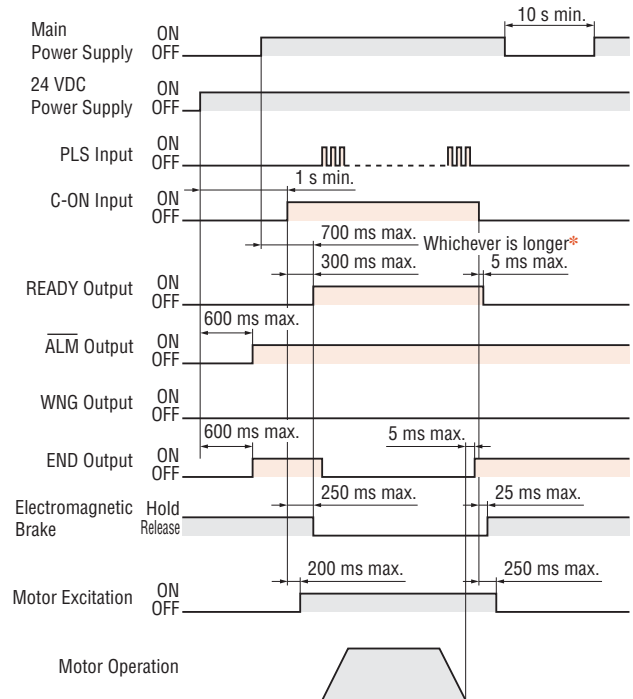 10 s min.
Main
Power Supply
ON
OFF
24 VDC
Power Supply
ON
OFF
PLS Input
ON
OFF
1 s min.
C-ON Input
ON
OFF
700 ms max.
Whichever is longer*
300 ms max.
5 ms max.
READY Output
ON
OFF
600 ms max.
ALM Output
ON
OFF
WNG Output
ON
OFF
600 ms max.
5 ms max.
END Output
ON
OFF
250 ms max.
25 ms max.
Electromagnetic
Brake
Hold
Release
200 ms max.
250 ms max.
Motor Excitation
ON
OFF
Motor Operation